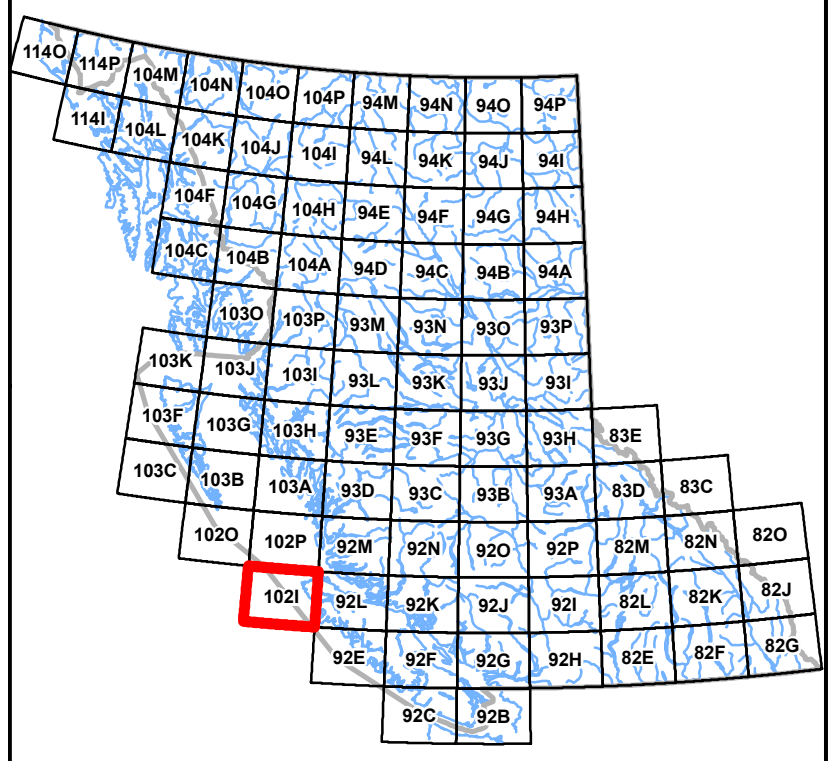 114O 114P 104M 104N 104O 104P 94M 94N 94O 94P
114I 104L 104K 104J 104I 94L 94K 94J 94I
104F 104G 104H 94E 94F 94G 94H
104C 104B 104A 94D 94C 94B 94A
103O 103P 93M 93N 93O 93P
103K 103J 103I 93L 93K 93J 93I
103F 103G 103H 93E 93F 93G 93H 83E
103C 103B 103A 93D 93C 93B 93A 83D 83C
102O 102P 92M 92N 92O 92P 82M 82N 82O
102I 92L 92K 92J 92I 82L 82K 82J
92E 92F 92G 92H 82E 82F 82G
92C 92B